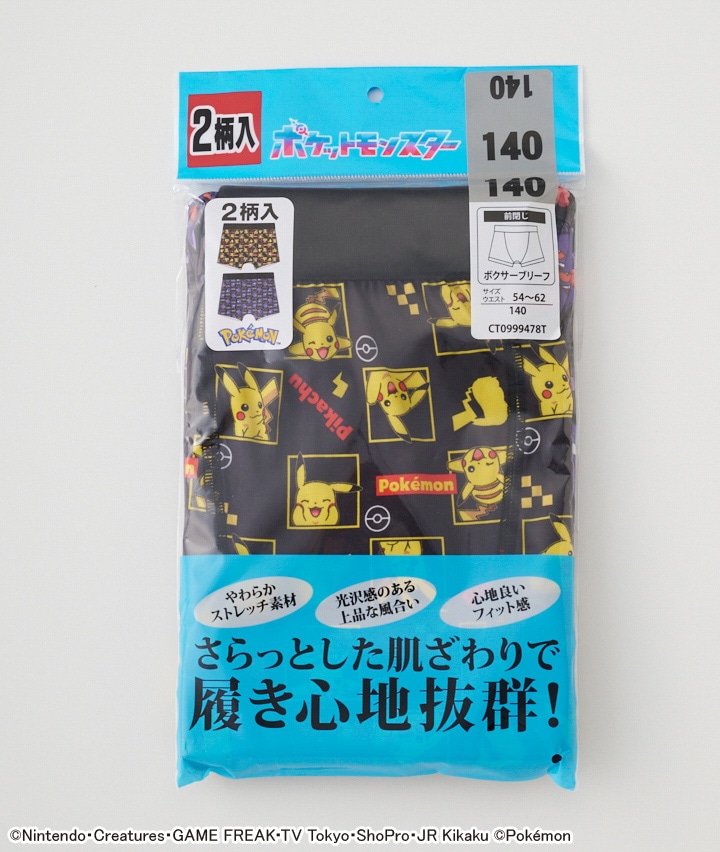 2柄入
ポケットモンスター
140
140
140
2柄入
POKéMON
前閉じ
ボクサーブリーフ
サイズ
ウエスト 54〜62
140
CT0999478T
Pikachu
Pokémon
やわらか
ストレッチ素材
光沢感のある
上品な風合い
心地良い
フィット感
さらっとした肌ざわりで
履き心地抜群!
©Nintendo・Creatures・GAME FREAK・TV Tokyo・ShoPro・JR Kikaku ©Pokémon